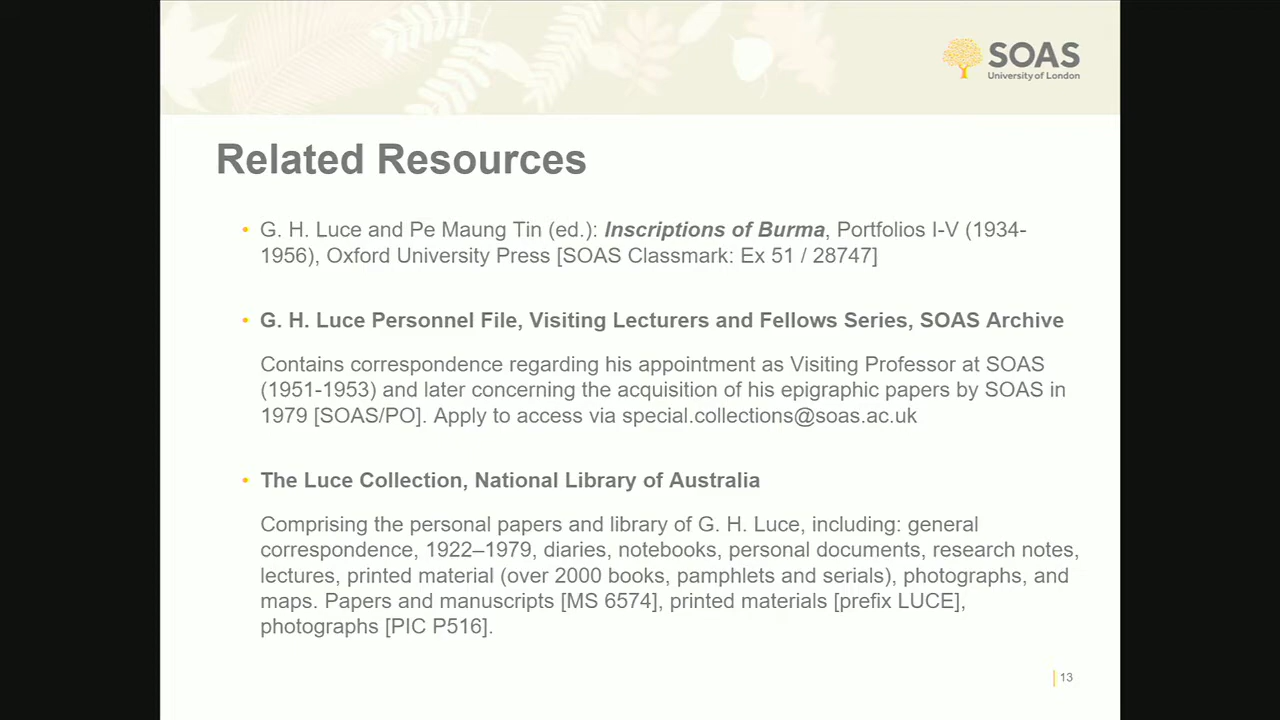 SOAS
University of London
Related Resources
• G. H. Luce and Pe Maung Tin (ed.): Inscriptions of Burma, Portfolios I-V (1934-
1956), Oxford University Press [SOAS Classmark: Ex 51 / 28747]
• G. H. Luce Personnel File, Visiting Lecturers and Fellows Series, SOAS Archive
Contains correspondence regarding his appointment as Visiting Professor at SOAS
(1951-1953) and later concerning the acquisition of his epigraphic papers by SOAS in
1979 [SOAS/PO]. Apply to access via special.collections@soas.ac.uk
• The Luce Collection, National Library of Australia
Comprising the personal papers and library of G. H. Luce, including: general
correspondence, 1922–1979, diaries, notebooks, personal documents, research notes,
lectures, printed material (over 2000 books, pamphlets and serials), photographs, and
maps. Papers and manuscripts [MS 6574], printed materials [prefix LUCE],
photographs [PIC P516].
13